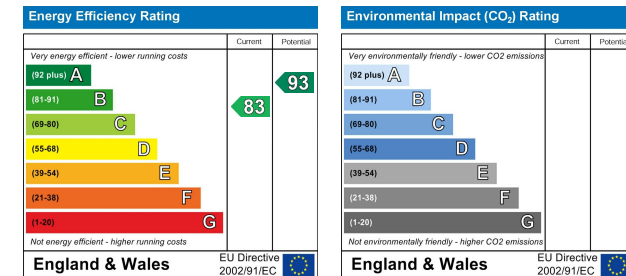 Energy Efficiency Rating
Current Potential
Very energy efficient - lower running costs
(92 plus) A
(81-91) B
(69-80) C
(55-68) D
(39-54) E
(21-38) F
(1-20) G
83
93
Not energy efficient - higher running costs
England & Wales
EU Directive
2002/91/EC
Environmental Impact (CO₂) Rating
Current Potential
Very environmentally friendly - lower CO2 emissions
(92 plus) A
(81-91) B
(69-80) C
(55-68) D
(39-54) E
(21-38) F
(1-20) G
Not environmentally friendly - higher CO2 emissions
England & Wales
EU Directive
2002/91/EC